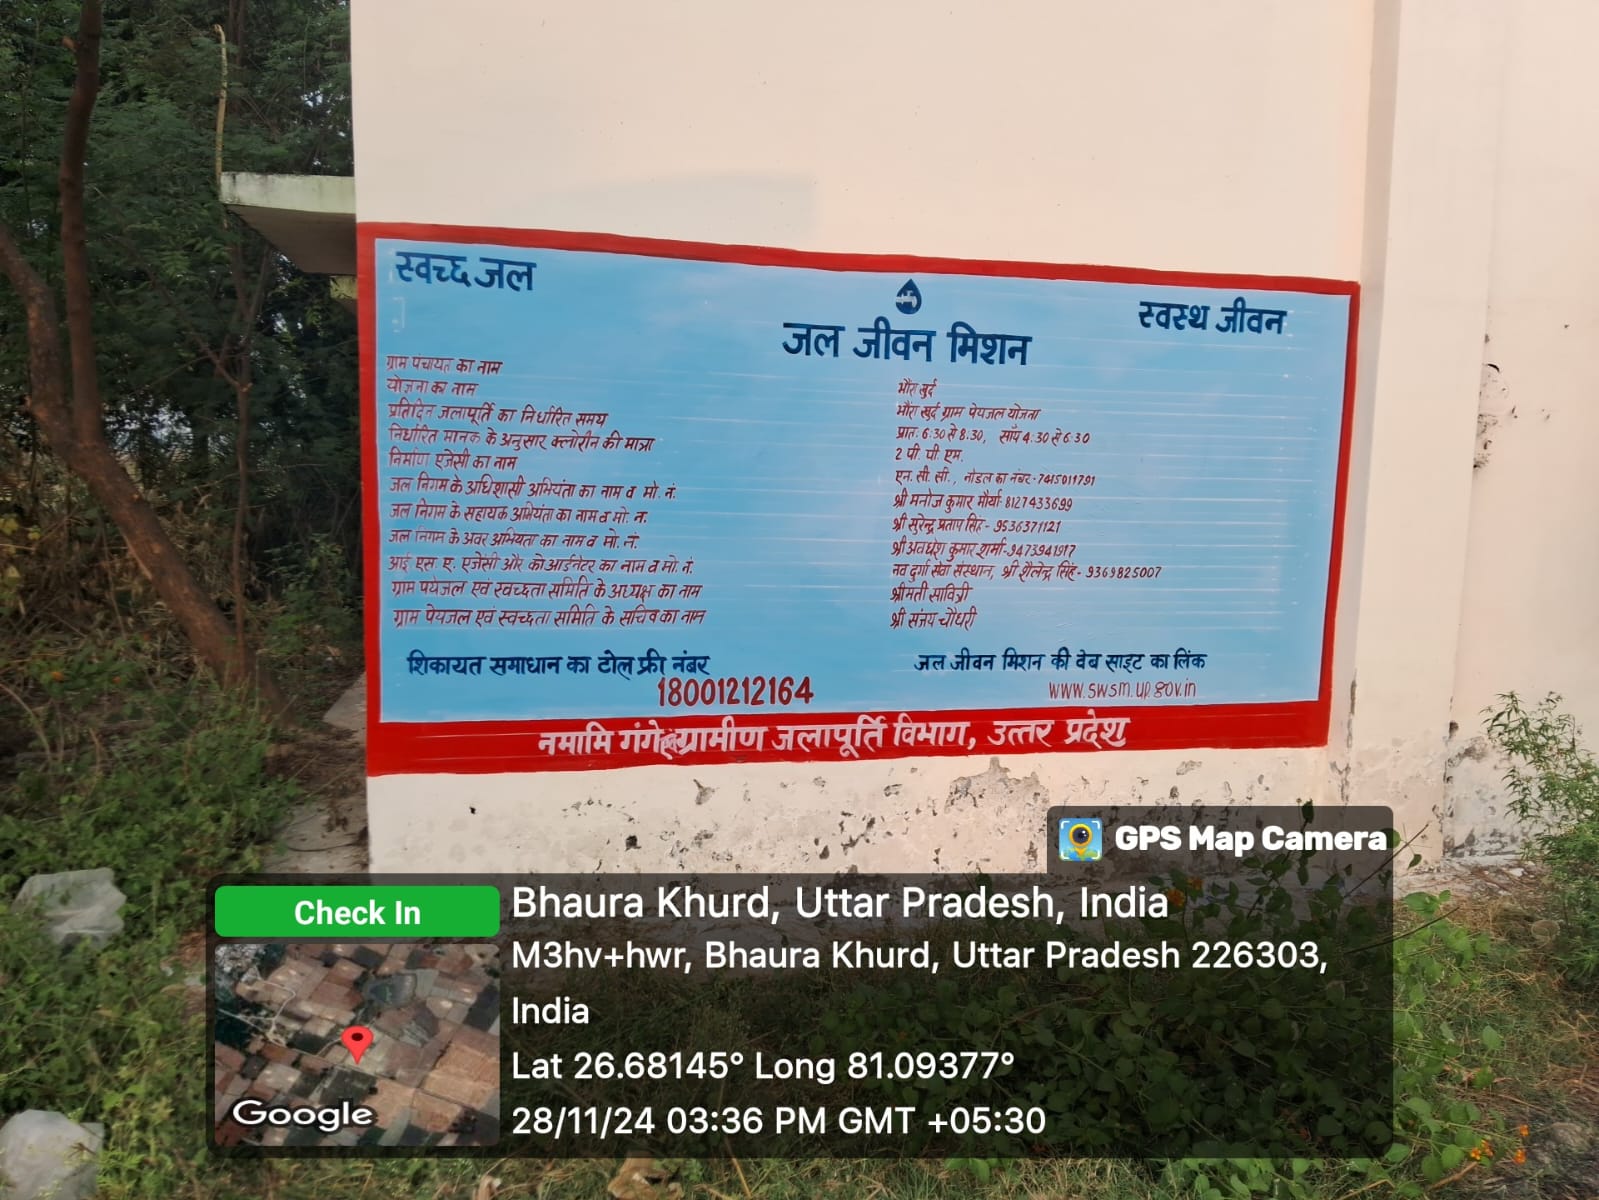 स्वच्छ जल
स्वस्थ जीवन
जल जीवन मिशन
ग्राम पंचायत का नाम भौंरा खुर्द
योजना का नाम भौंरा खुर्द ग्राम पेयजल योजना
प्रतिदिन जलापूर्ति का निर्धारित समय प्रात: 6:30 से 8:30, साँय 4:30 से 6:30
निर्धारित मानक के अनुसार क्लोरीन की मात्रा 2 पी. पी. एम.
निर्माण एजेंसी का नाम एन. सी. सी., नोडल का नंबर - 7415011791
जल निगम के अधिशासी अभियंता का नाम व मो. नं. श्री मनोज कुमार मौर्या- 8127433699
जल निगम के सहायक अभियंता का नाम व मो. न. श्री सुरेन्द्र प्रताप सिंह - 9536371121
जल निगम के अवर अभियंता का नाम व मो. नं. श्री अवधेश कुमार शर्मा- 9473941917
आई एस. ए. एजेंसी और को आर्डनेटर का नाम व मो. नं. नव दुर्गा सेवा संस्थान, श्री शैलेन्द्र सिंह - 9369825007
ग्राम पयेजल एवं स्वच्छता समिति के अध्यक्ष का नाम श्रीमती सावित्री
ग्राम पेयजल एवं स्वच्छता समिति के सचिव का नाम श्री संजय चौधरी
शिकायत समाधान का टोल फ्री नंबर
18001212164
जल जीवन मिशन की वेब साइट का लिंक
www.swsm.up.gov.in
नमामि गंगे एवं ग्रामीण जलापूर्ति विभाग, उत्तर प्रदेश
GPS Map Camera
Check In
Bhaura Khurd, Uttar Pradesh, India
M3hv+hwr, Bhaura Khurd, Uttar Pradesh 226303,
India
Lat 26.68145° Long 81.09377°
28/11/24 03:36 PM GMT +05:30
Google